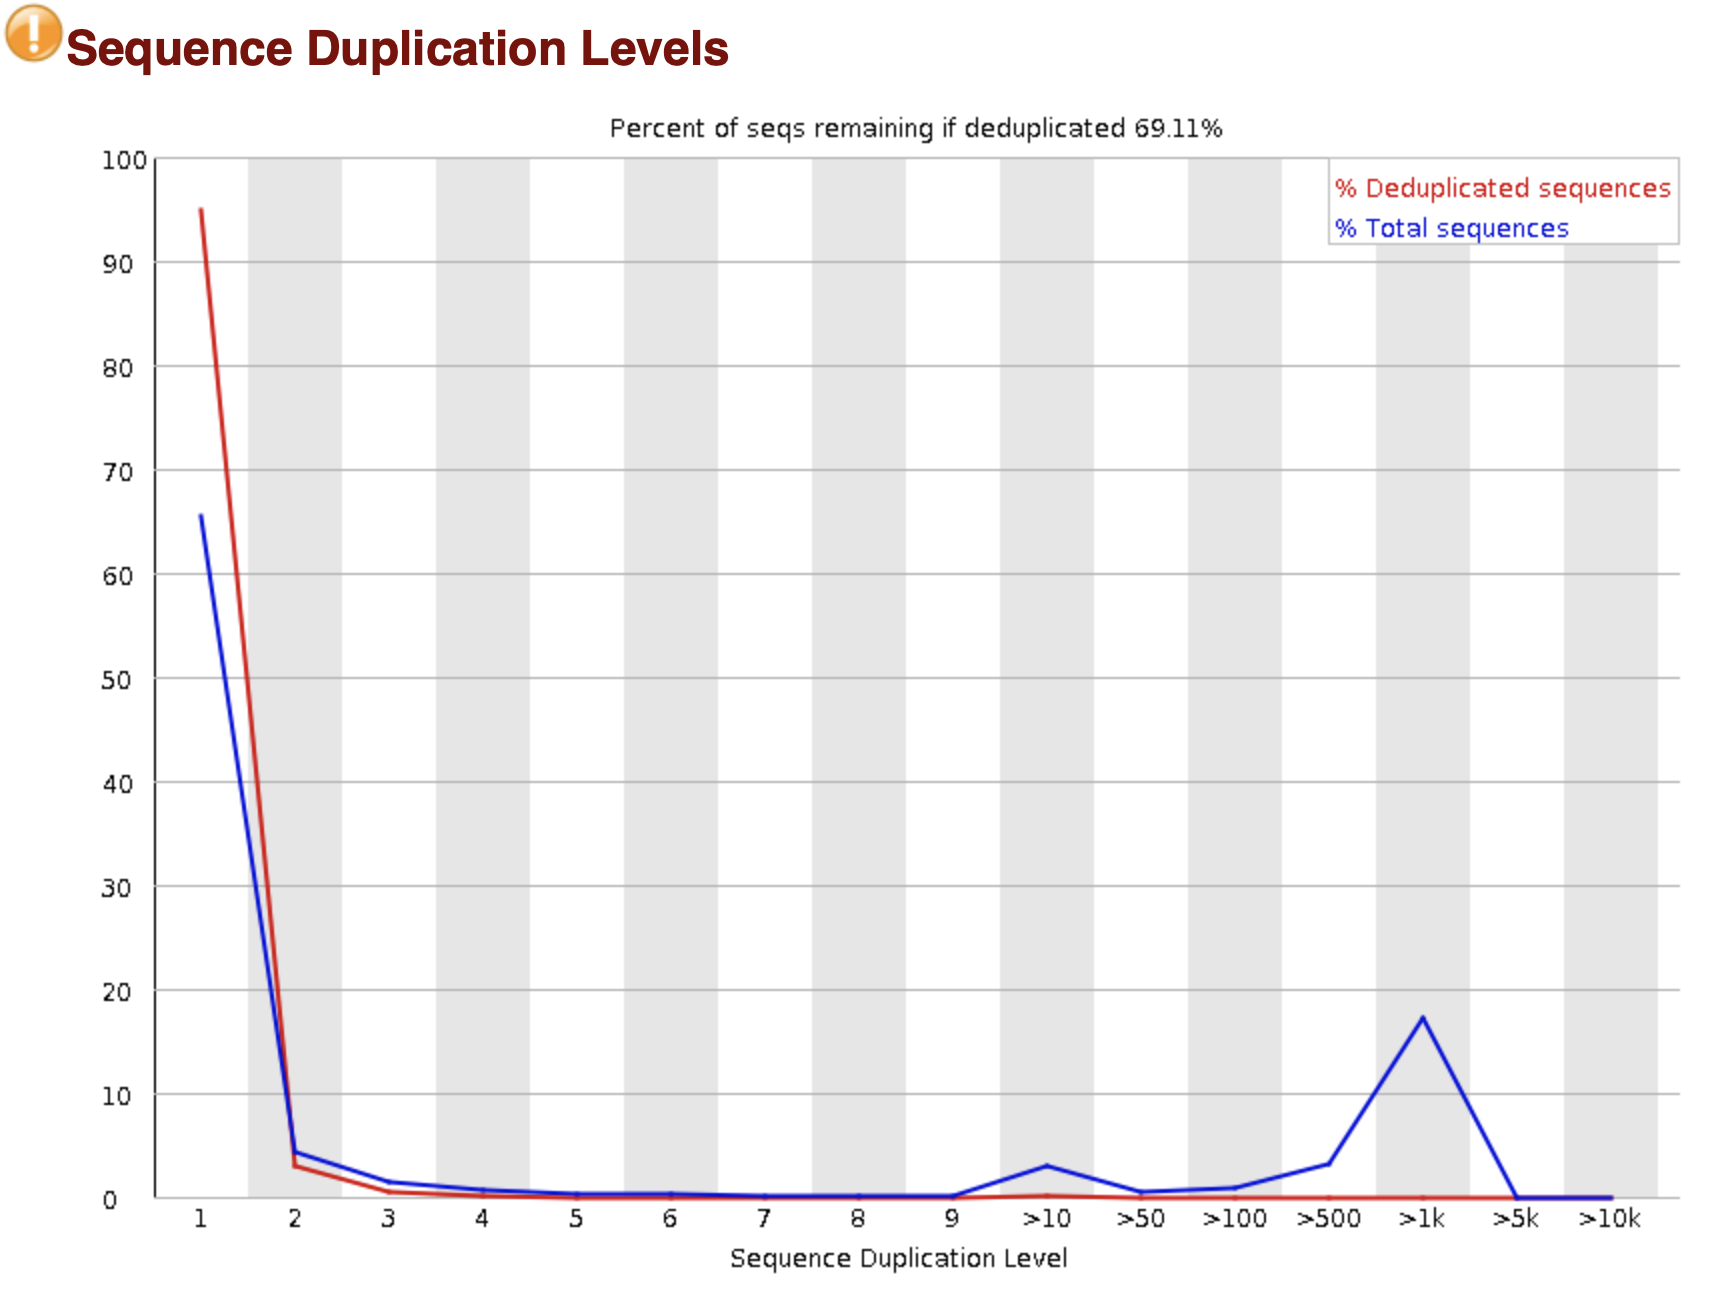 Sequence Duplication Levels
Percent of seqs remaining if deduplicated 69.11%
% Deduplicated sequences
% Total sequences
100
90
80
70
60
50
40
30
20
10
0
1 2 3 4 5 6 7 8 9 >10 >50 >100 >500 >1k >5k >10k
Sequence Duplication Level